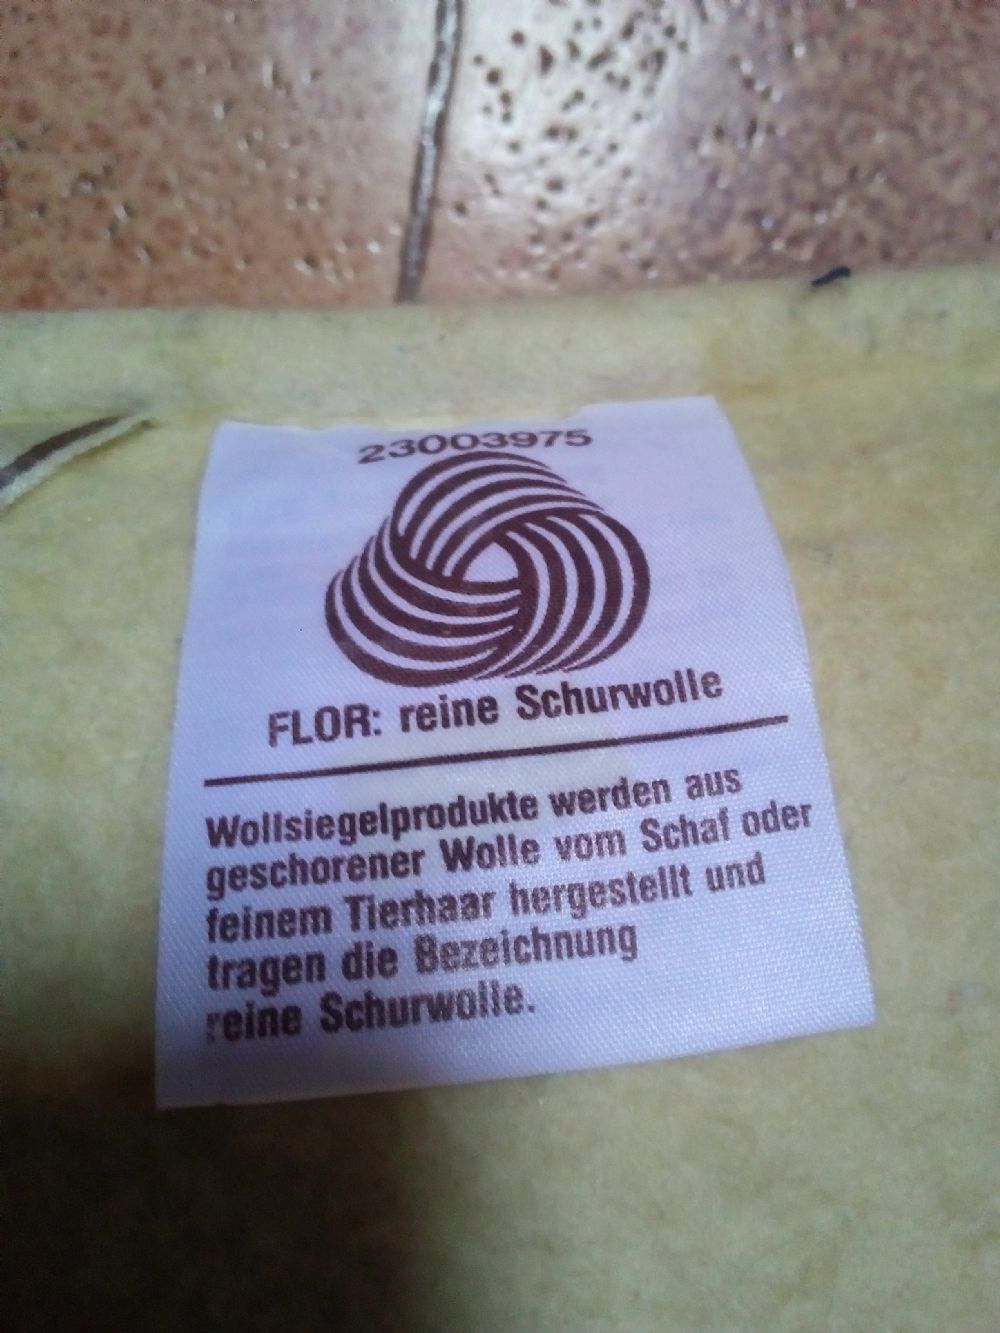 23003975
FLOR: reine Schurwolle
Wollsiegelprodukte werden aus
geschorener Wolle vom Schaf oder
feinem Tierhaar hergestellt und
tragen die Bezeichnung
reine Schurwolle.